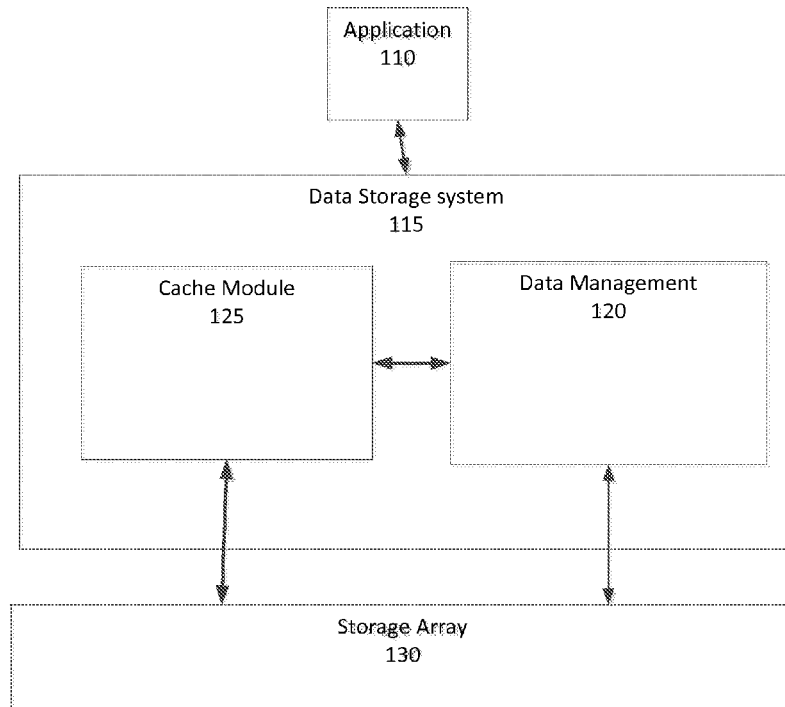 Application
110
Data Storage system
115
Cache Module
125
Data Management
120
Storage Array
130